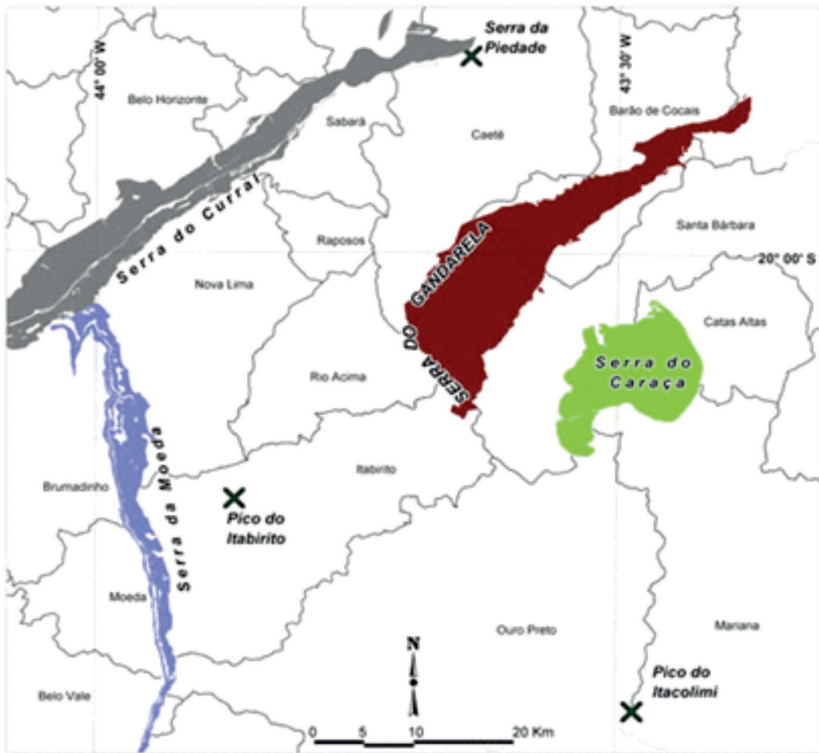 Serra da
Piedade
44° 00' W
43° 30' W
Belo Horizonte
Barão de Cocais
Sabará
Caeté
Serra do Curral
Santa Bárbara
Raposos
20° 00' S
Nova Lima
SERRA DO GANDARELA
Catas Altas
Serra do
Caraça
Rio Acima
Serra da Moeda
Itabirito
Brumadinho
Pico do
Itabirito
Moeda
Ouro Preto
Mariana
N
Belo Vale
Pico do
Itacolimi
0 5 10 20 Km